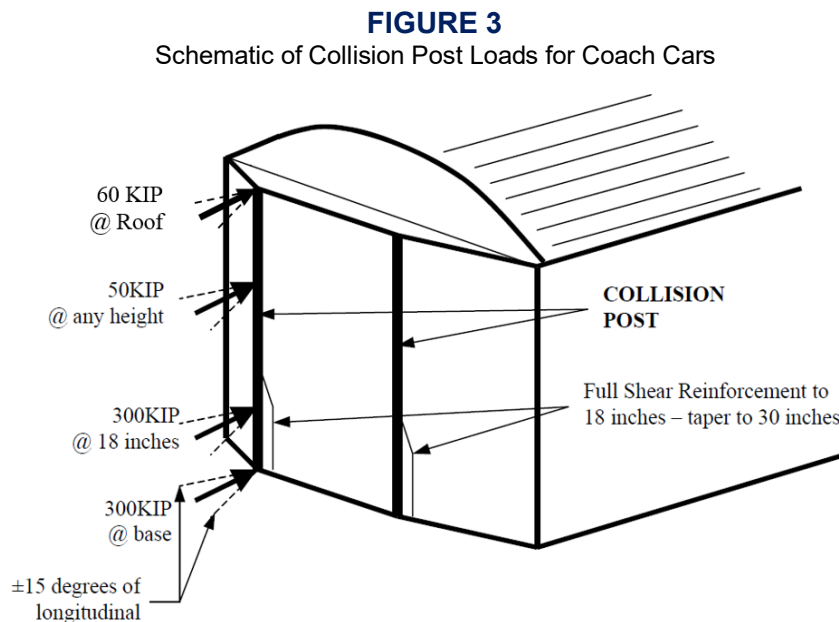 FIGURE 3
Schematic of Collision Post Loads for Coach Cars
60 KIP
@ Roof
50KIP
@ any height
300KIP
@ 18 inches
300KIP
@ base
±15 degrees of
longitudinal
COLLISION
POST
Full Shear Reinforcement to
18 inches – taper to 30 inches